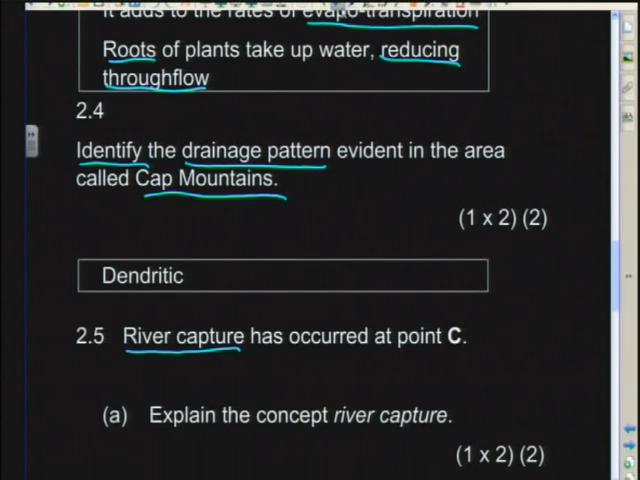 It adds to the rates of evapo-transpiration
Roots of plants take up water, reducing
throughflow
2.4
Identify the drainage pattern evident in the area
called Cap Mountains.
(1 x 2) (2)
Dendritic
2.5 River capture has occurred at point C.
(a) Explain the concept river capture.
(1 x 2) (2)